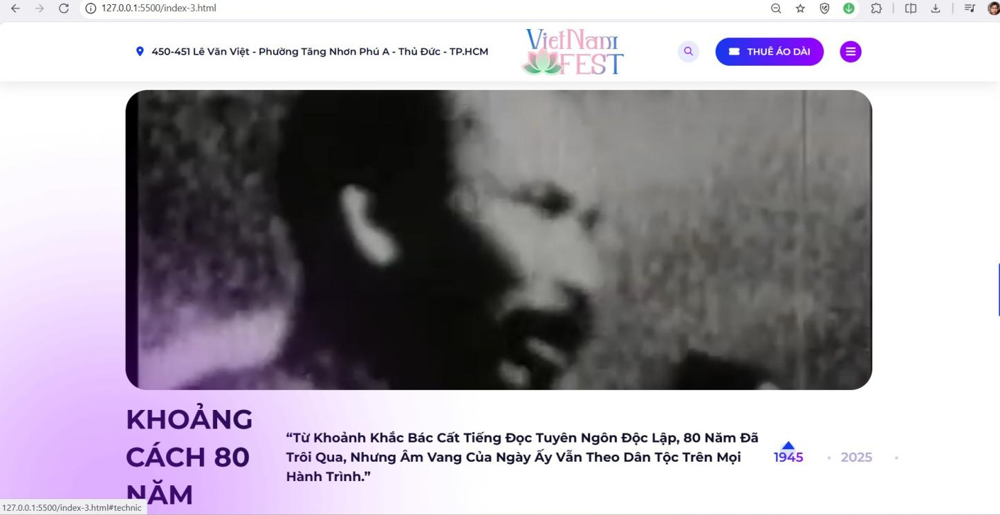 127.0.0.1:5500/index-3.html
450-451 Lê Văn Việt - Phường Tăng Nhơn Phú A - Thủ Đức - TP.HCM
VietNam
FEST
THUÊ ÁO DÀI
KHOẢNG
CÁCH 80
NĂM
“Từ Khoảnh Khắc Bác Cất Tiếng Đọc Tuyên Ngôn Độc Lập, 80 Năm Đã
Trôi Qua, Nhưng Âm Vang Của Ngày Ấy Vẫn Theo Dân Tộc Trên Mọi
Hành Trình.”
1945
2025
127.0.0.1:5500/index-3.html#technic